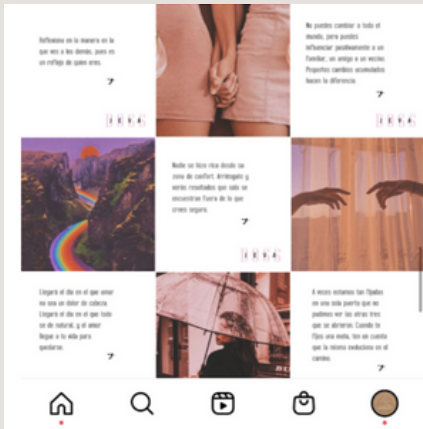 Reflexiona en la manera en la
que ves a los demás, pues es
un reflejo de quien eres.
No puedes cambiar a todo el
mundo, pero puedes
influenciar positivamente a un
familiar, un amigo o un vecino.
Pequeños cambios acumulados
hacen la diferencia.
Nadie se hizo rico desde su
zona de confort. Arriésgate y
verás resultados que solo se
encuentran fuera de lo que
crees seguro.
Llegará el día en el que amar
no sea un dolor de cabeza.
Llegará el día en el que todo
se de natural, y el amor
llegue a tu vida para
quedarse.
A veces estamos tan fijados
en una sola puerta que no
podemos ver las otras tres
que se abrieron. Cuando te
fijes una meta, ten en cuenta
que la misma evoluciona en el
camino.